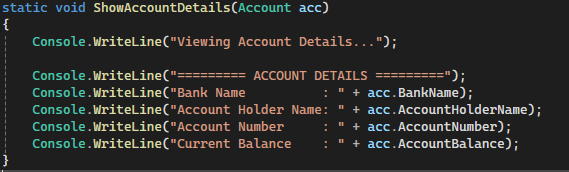 static void ShowAccountDetails(Account acc)
{
    Console.WriteLine("Viewing Account Details...");

    Console.WriteLine("========= ACCOUNT DETAILS =========");
    Console.WriteLine("Bank Name          : " + acc.BankName);
    Console.WriteLine("Account Holder Name: " + acc.AccountHolderName);
    Console.WriteLine("Account Number     : " + acc.AccountNumber);
    Console.WriteLine("Current Balance    : " + acc.AccountBalance);
}